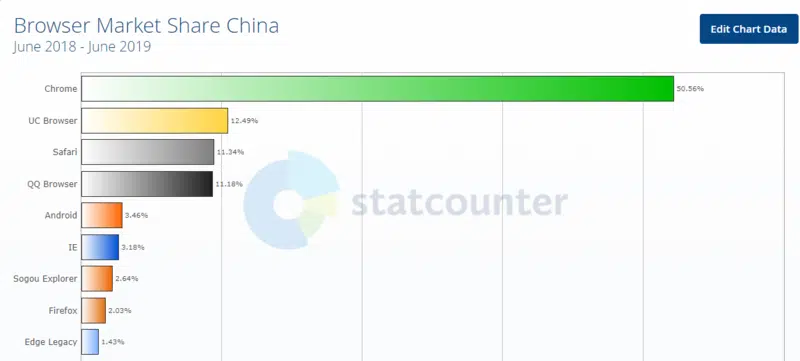 Browser Market Share China
June 2018 - June 2019
Edit Chart Data
Chrome 50.56%
UC Browser 12.49%
Safari 11.34%
QQ Browser 11.18%
statcounter
Android 3.46%
IE 3.18%
Sogou Explorer 2.64%
Firefox 2.03%
Edge Legacy 1.43%